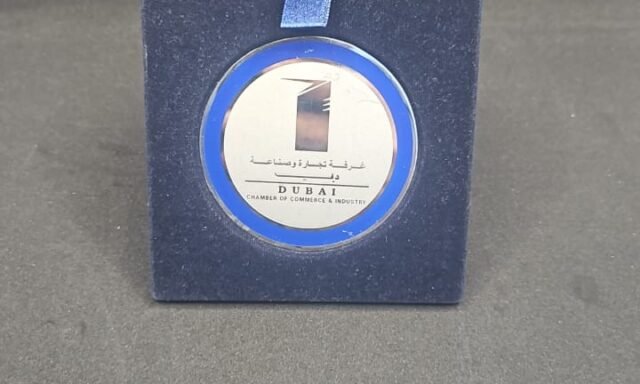 غرفة تجارة وصناعة
دبي
DUBAI
CHAMBER OF COMMERCE & INDUSTRY